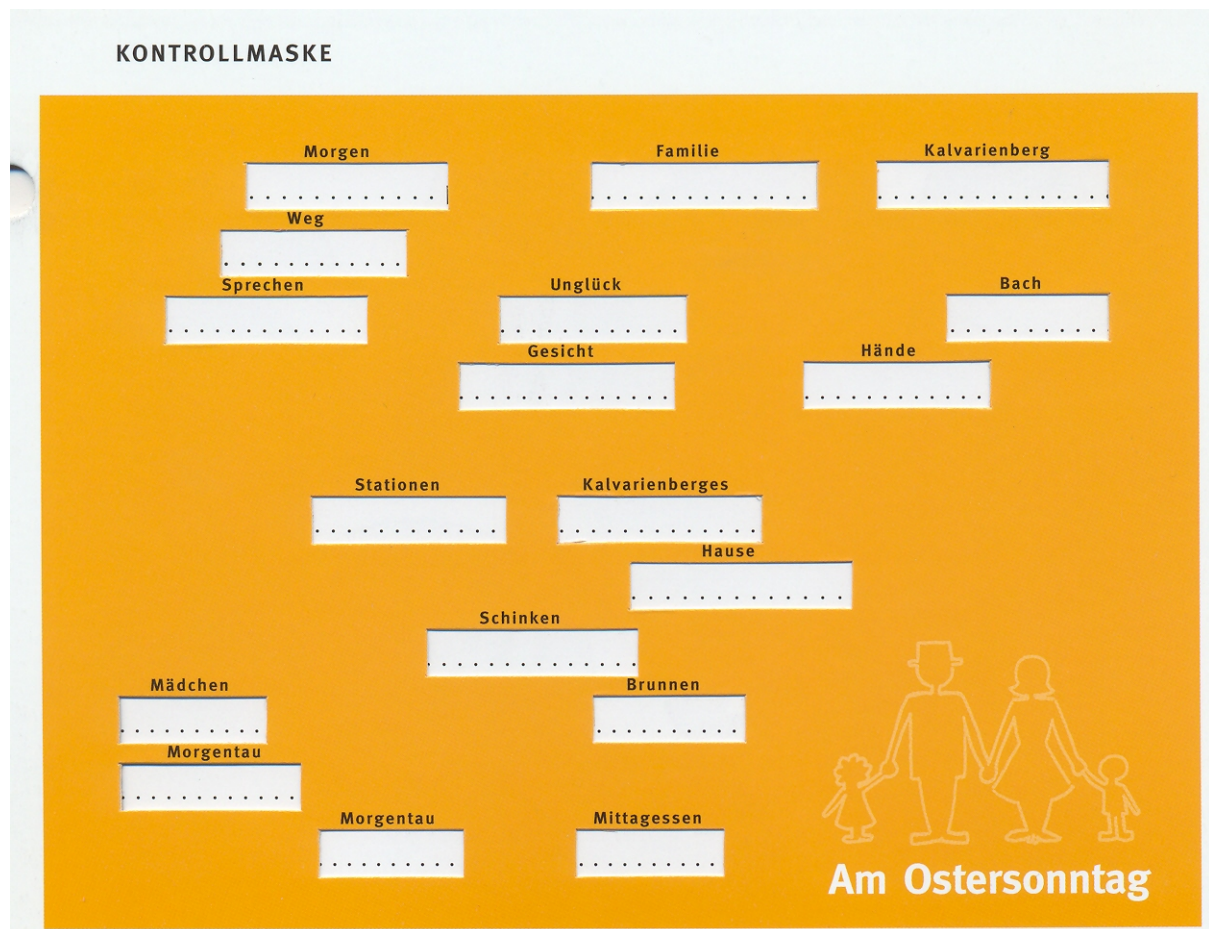 KONTROLLMASKE
Morgen Familie Kalvarienberg
Weg
Sprechen Unglück Bach
Gesicht Hände
Stationen Kalvarienberges
Hause
Schinken
Mädchen Brunnen
Morgentau
Morgentau Mittagessen
Am Ostersonntag